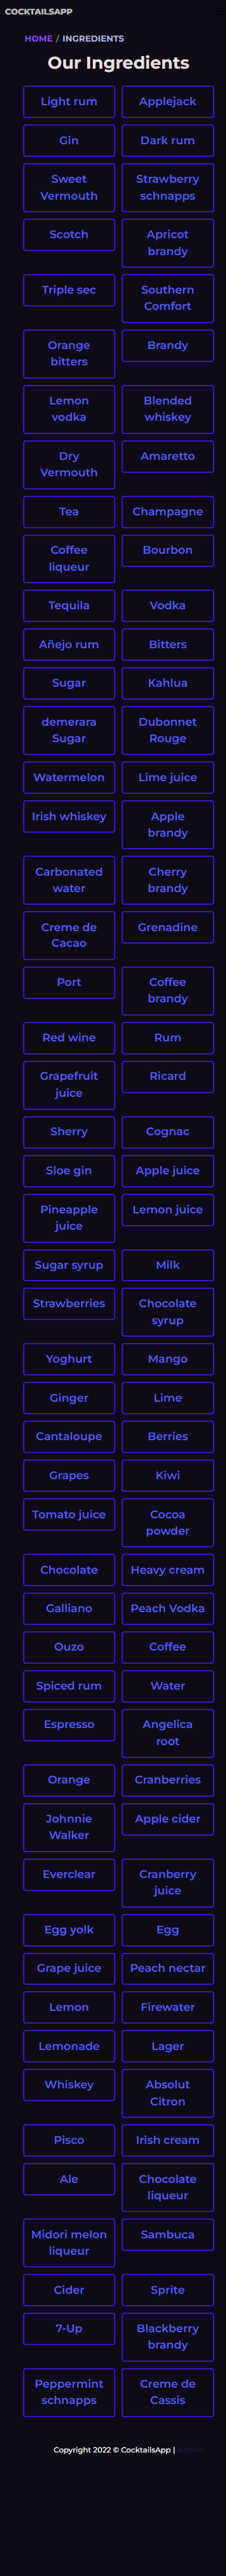 COCKTAILSAPP
HOME / INGREDIENTS
Our Ingredients
Light rum
Applejack
Gin
Dark rum
Sweet
Vermouth
Strawberry
schnapps
Scotch
Apricot
brandy
Triple sec
Southern
Comfort
Orange
bitters
Brandy
Lemon
vodka
Blended
whiskey
Dry
Vermouth
Amaretto
Tea
Champagne
Coffee
liqueur
Bourbon
Tequila
Vodka
Añejo rum
Bitters
Sugar
Kahlua
demerara
Sugar
Dubonnet
Rouge
Watermelon
Lime juice
Irish whiskey
Apple
brandy
Carbonated
water
Cherry
brandy
Creme de
Cacao
Grenadine
Port
Coffee
brandy
Red wine
Rum
Grapefruit
juice
Ricard
Sherry
Cognac
Sloe gin
Apple juice
Pineapple
juice
Lemon juice
Sugar syrup
Milk
Strawberries
Chocolate
syrup
Yoghurt
Mango
Ginger
Lime
Cantaloupe
Berries
Grapes
Kiwi
Tomato juice
Cocoa
powder
Chocolate
Heavy cream
Galliano
Peach Vodka
Ouzo
Coffee
Spiced rum
Water
Espresso
Angelica
root
Orange
Cranberries
Johnnie
Walker
Apple cider
Everclear
Cranberry
juice
Egg yolk
Egg
Grape juice
Peach nectar
Lemon
Firewater
Lemonade
Lager
Whiskey
Absolut
Citron
Pisco
Irish cream
Ale
Chocolate
liqueur
Midori melon
liqueur
Sambuca
Cider
Sprite
7-Up
Blackberry
brandy
Peppermint
schnapps
Creme de
Cassis
Copyright 2022 © CocktailsApp |